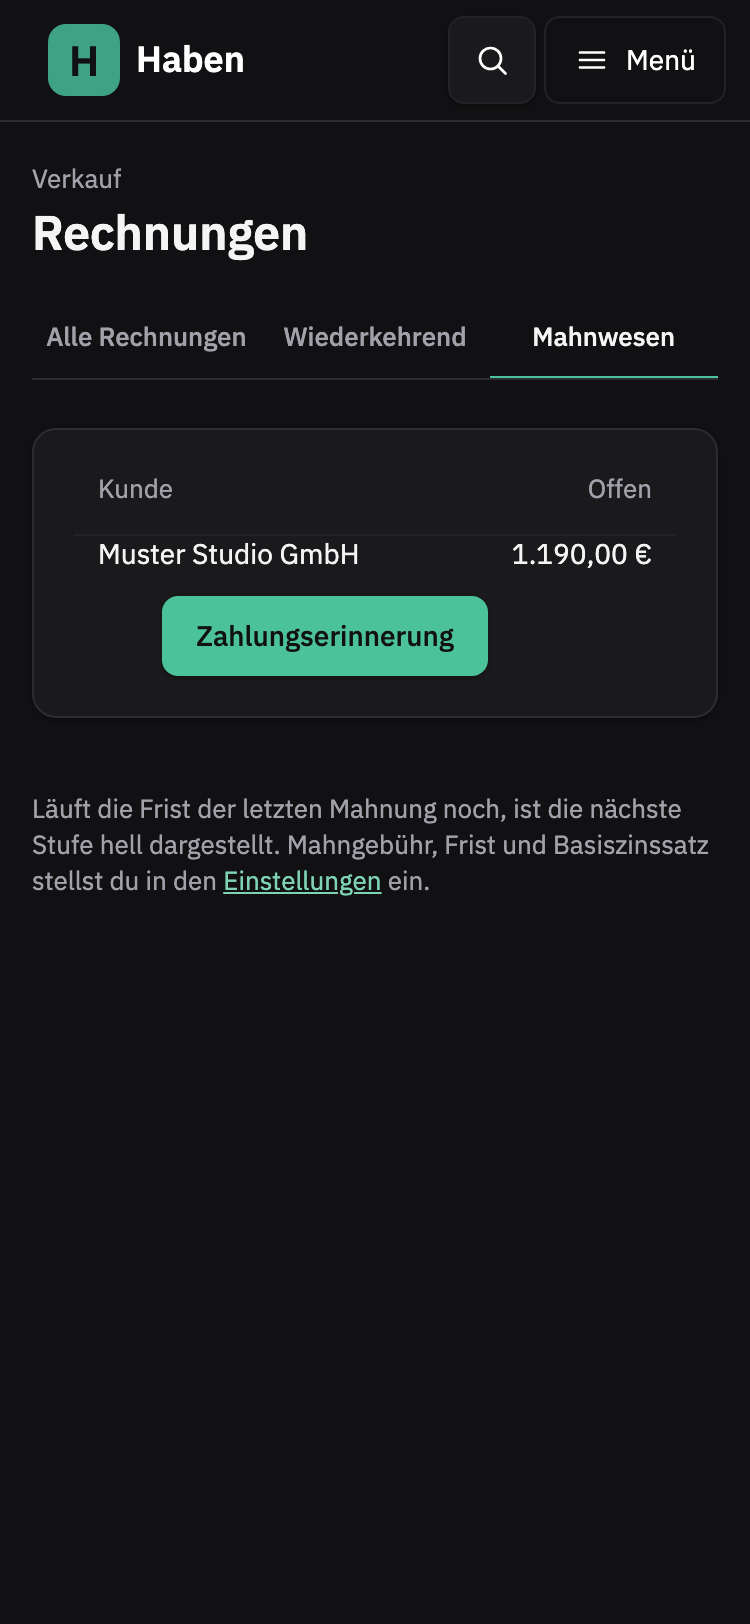 H Haben
Menü
Verkauf
Rechnungen
Alle Rechnungen Wiederkehrend Mahnwesen
Kunde Offen
Muster Studio GmbH 1.190,00 €
Zahlungserinnerung
Läuft die Frist der letzten Mahnung noch, ist die nächste
Stufe hell dargestellt. Mahngebühr, Frist und Basiszinssatz
stellst du in den Einstellungen ein.